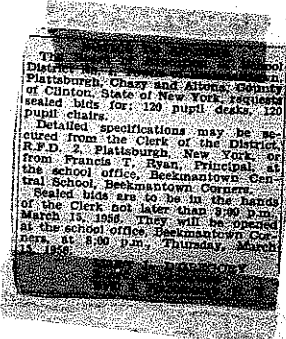 School
District No.
Plattsburgh, Chazy and Altona, County
of Clinton, State of New York, requests
sealed bids for: 120 pupil desks, 120
pupil chairs.
Detailed specifications may be se-
cured from the Clerk of the District,
R.F.D. 2, Plattsburgh, New York, or
from Francis T. Ryan, Principal, at
the school office, Beekmantown Cen-
tral School, Beekmantown Corners.
Sealed bids are to be in the hands
of the Clerk not later than 8:00 p.m.
March 15, 1956. They will be opened
at the school office, Beekmantown Cor-
ners, at 8:00 p.m., Thursday, March
15, 1956.